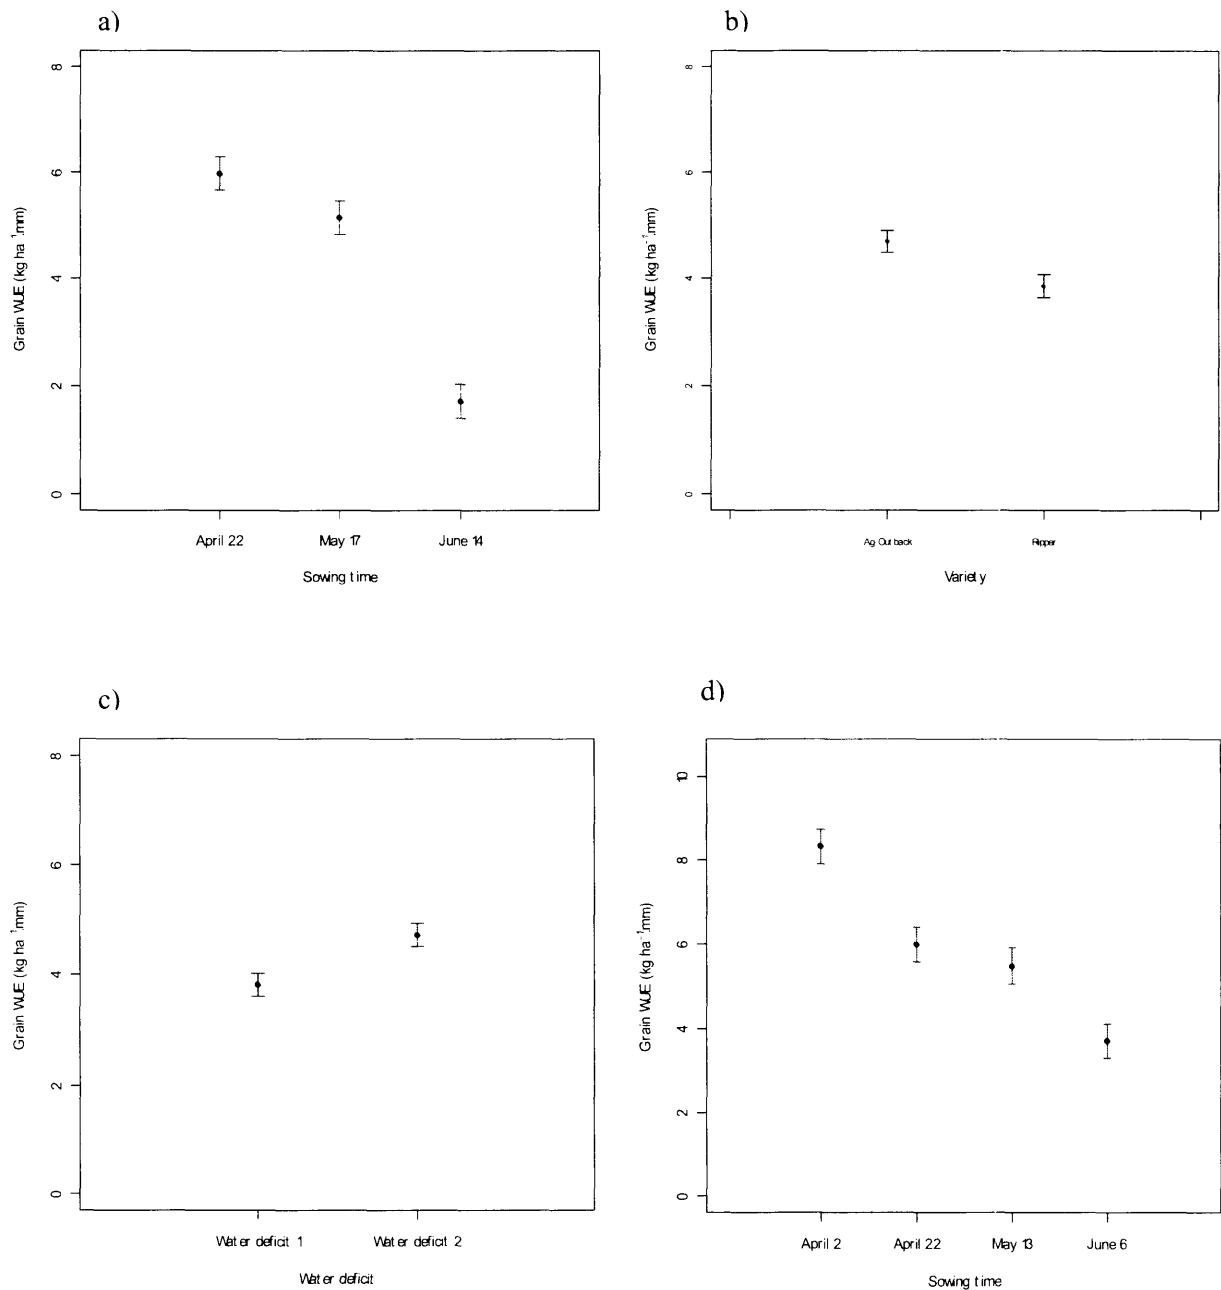 a)
8
6
4
2
0
Grain WUE (kg ha⁻¹.mm)
April 22 May 17 June 14
Sowing time
b)
8
6
4
2
0
Grain WUE (kg ha⁻¹.mm)
Ag Outback Ripper
Variety
c)
8
6
4
2
0
Grain WUE (kg ha⁻¹.mm)
Water deficit 1 Water deficit 2
Water deficit
d)
10
8
6
4
2
0
Grain WUE (kg ha⁻¹.mm)
April 2 April 22 May 13 June 6
Sowing time